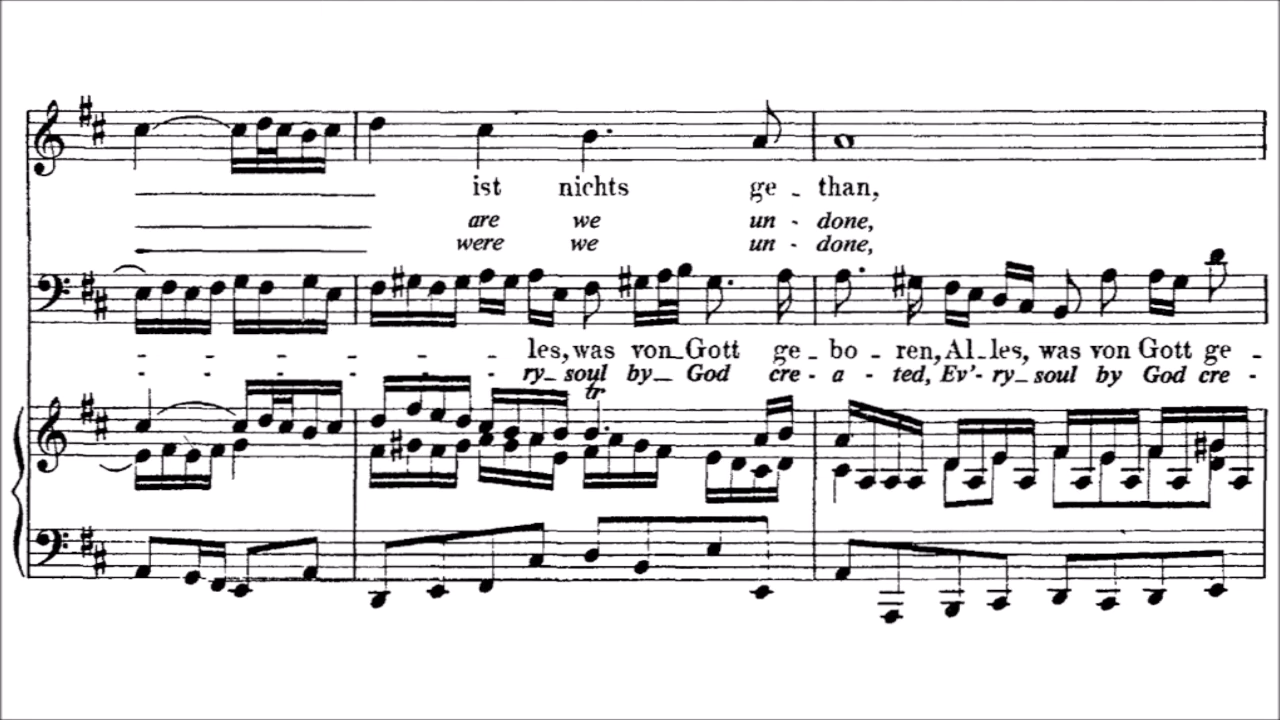 ist nichts ge - than,
are we un - done,
were we un - done,
- - - - - les, was von Gott ge - bo - ren, Al - les, was von Gott ge -
- - - - - ry - soul by - God cre - a - ted, Ev'- ry - soul by God cre -
tr